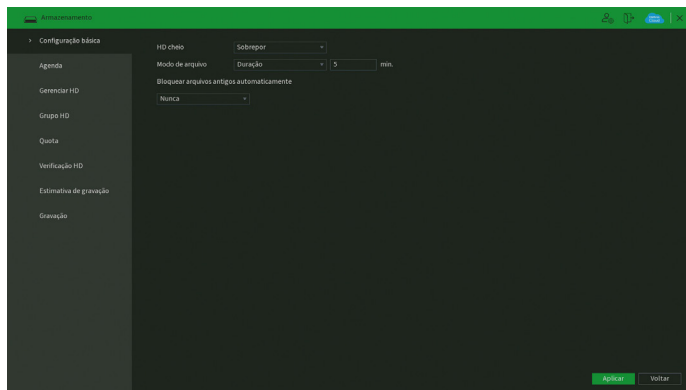 Armazenamento
Configuração básica
Agenda
Gerenciar HD
Grupo HD
Quota
Verificação HD
Estimativa de gravação
Gravação
HD cheio Sobrepor
Modo de arquivo Duração 5 min.
Bloquear arquivos antigos automaticamente
Nunca
Aplicar Voltar